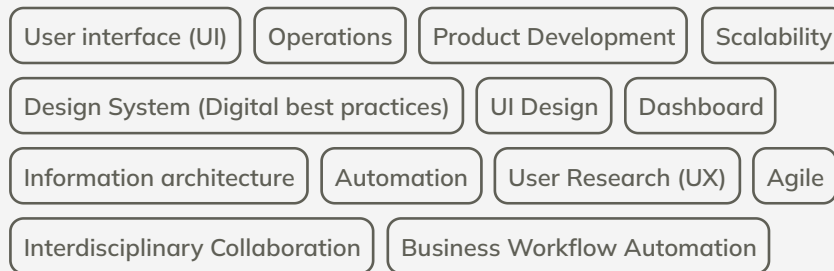 User interface (UI) Operations Product Development Scalability
Design System (Digital best practices) UI Design Dashboard
Information architecture Automation User Research (UX) Agile
Interdisciplinary Collaboration Business Workflow Automation